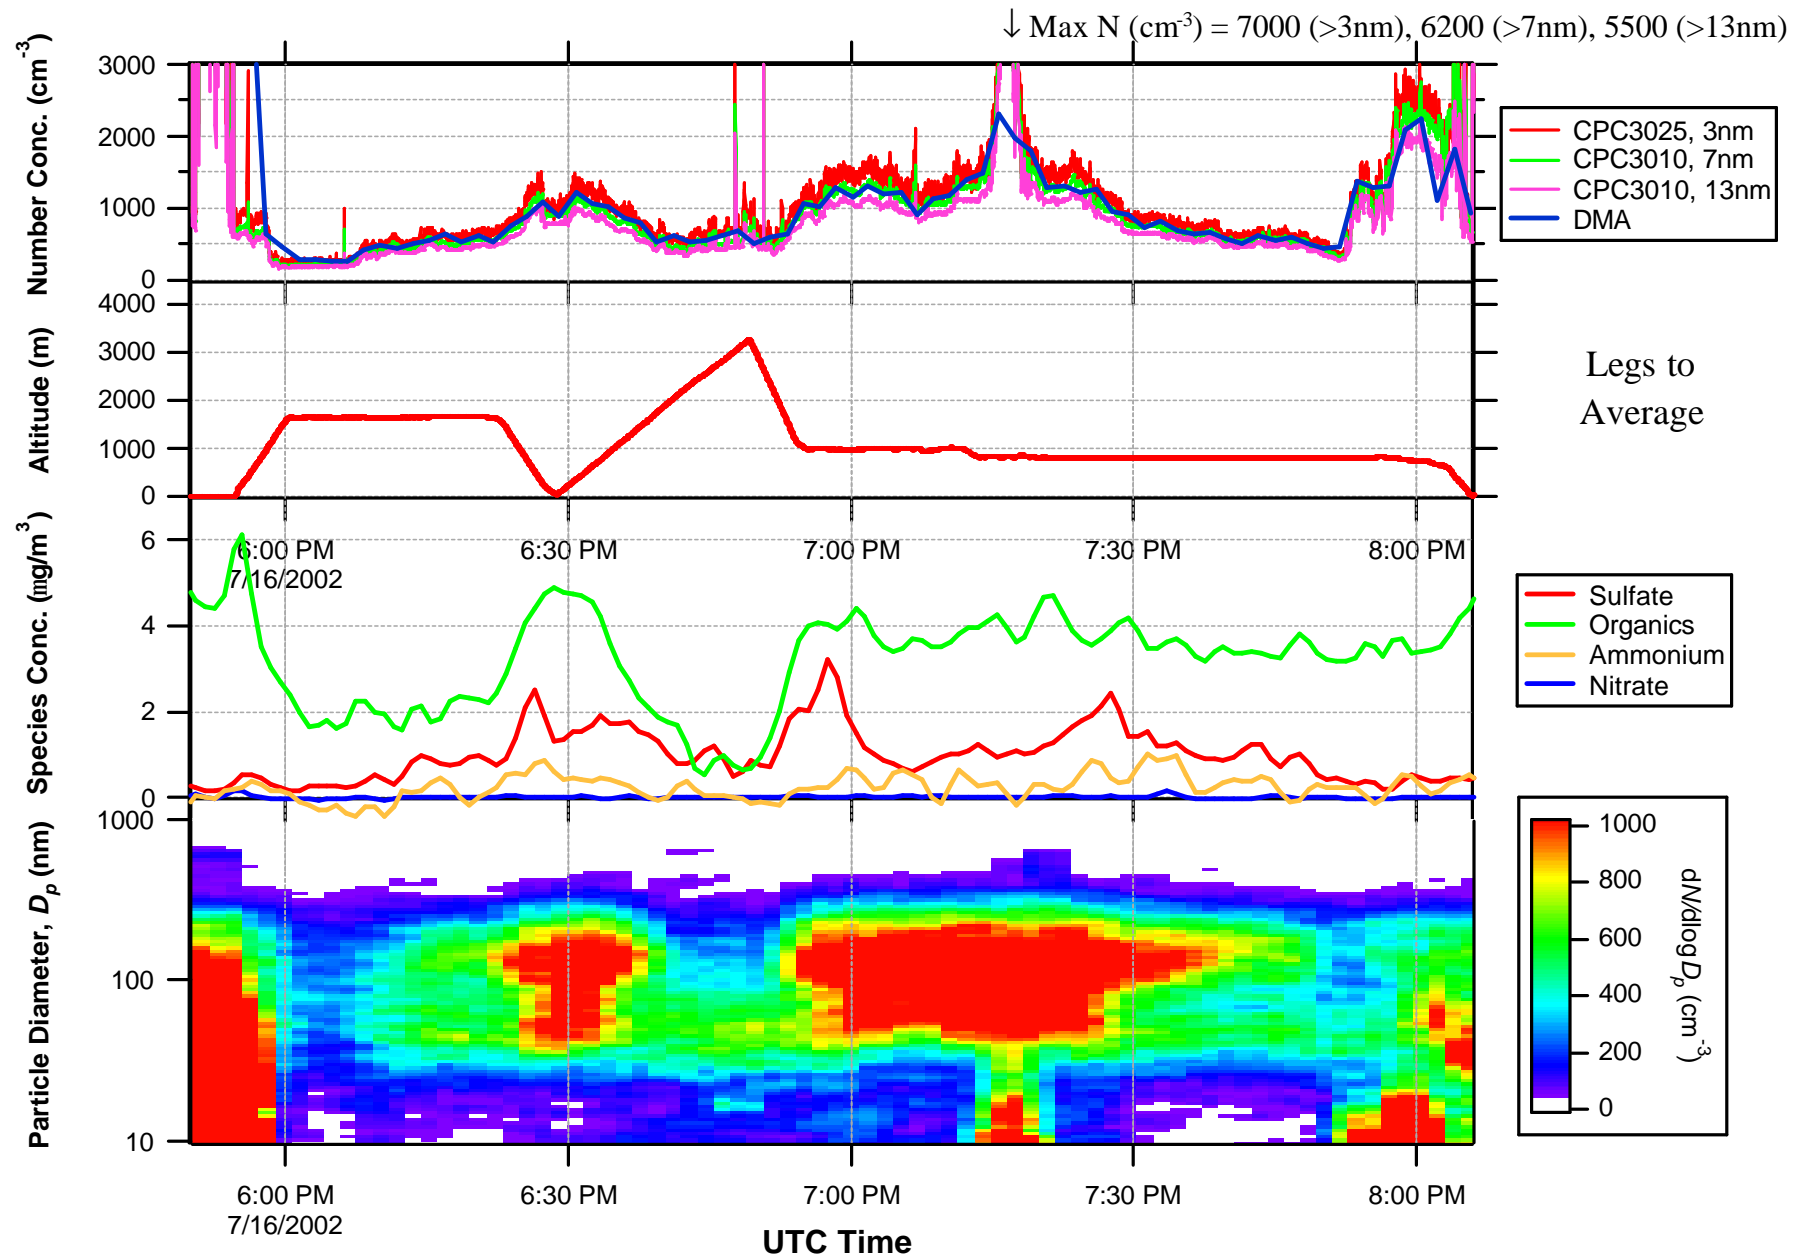 ↓ Max N (cm-3) = 7000 (>3nm), 6200 (>7nm), 5500 (>13nm)
Number Conc. (cm-3)
3000
2000
1000
0
CPC3025, 3nm
CPC3010, 7nm
CPC3010, 13nm
DMA
Altitude (m)
4000
3000
2000
1000
0
Legs to
Average
Species Conc. (mg/m3)
6
4
2
0
6:00 PM
7/16/2002
6:30 PM
7:00 PM
7:30 PM
8:00 PM
Sulfate
Organics
Ammonium
Nitrate
Particle Diameter, Dp (nm)
1000
100
10
1000
800
600
400
200
0
dN/dlogDp (cm-3)
6:00 PM
7/16/2002
6:30 PM
7:00 PM
7:30 PM
8:00 PM
UTC Time